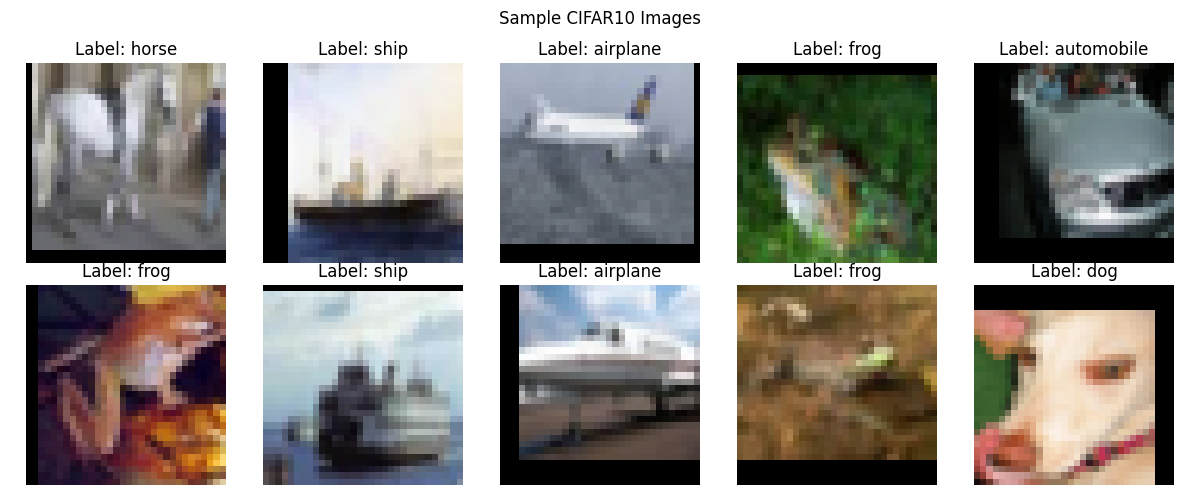 Sample CIFAR10 Images
Label: horse
Label: ship
Label: airplane
Label: frog
Label: automobile
Label: frog
Label: ship
Label: airplane
Label: frog
Label: dog